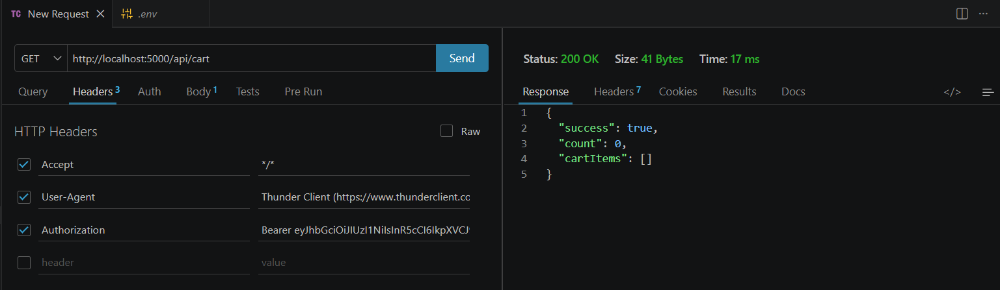 TC New Request .env
GET http://localhost:5000/api/cart Send
Query Headers 3 Auth Body 1 Tests Pre Run
HTTP Headers Raw
Accept */*
User-Agent Thunder Client (https://www.thunderclient.co
Authorization Bearer eyJhbGciOiJIUzI1NiIsInR5cCI6IkpXVCJ9
header value
Status: 200 OK Size: 41 Bytes Time: 17 ms
Response Headers 7 Cookies Results Docs </>
1 {
2 "success": true,
3 "count": 0,
4 "cartItems": []
5 }